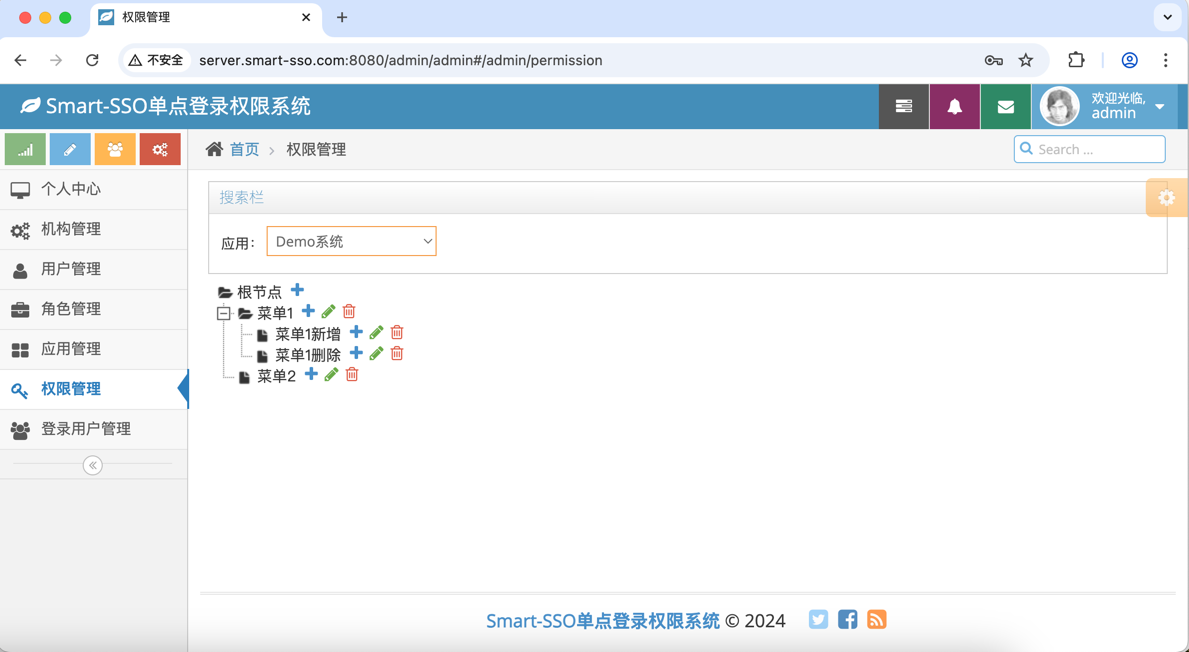 权限管理
不安全 server.smart-sso.com:8080/admin/admin#/admin/permission
Smart-SSO单点登录权限系统
欢迎光临,
admin
首页 权限管理
Search ...
个人中心
机构管理
用户管理
角色管理
应用管理
权限管理
登录用户管理
搜索栏
应用: Demo系统
根节点
菜单1
菜单1新增
菜单1删除
菜单2
Smart-SSO单点登录权限系统 © 2024